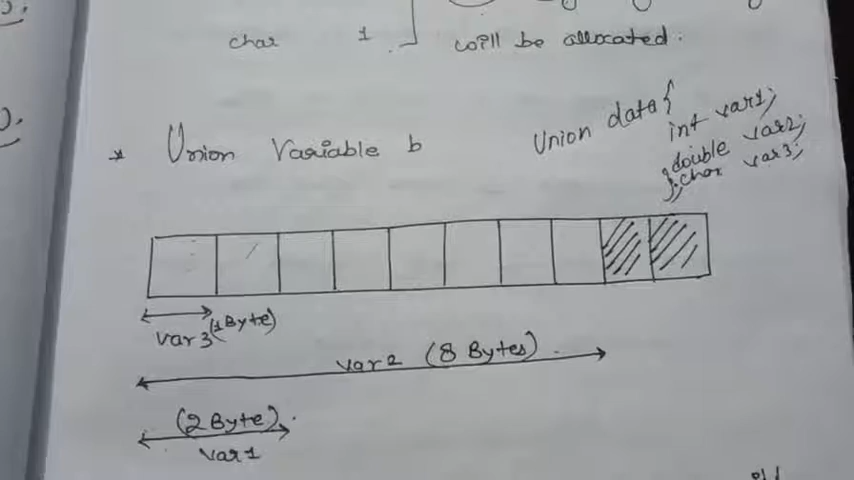 char 1
will be allocated.
* Union Variable b
Union data {
int var1;
double var2;
char var3;
};
var3 (1 Byte)
var2 (8 Bytes).
(2 Byte).
var1